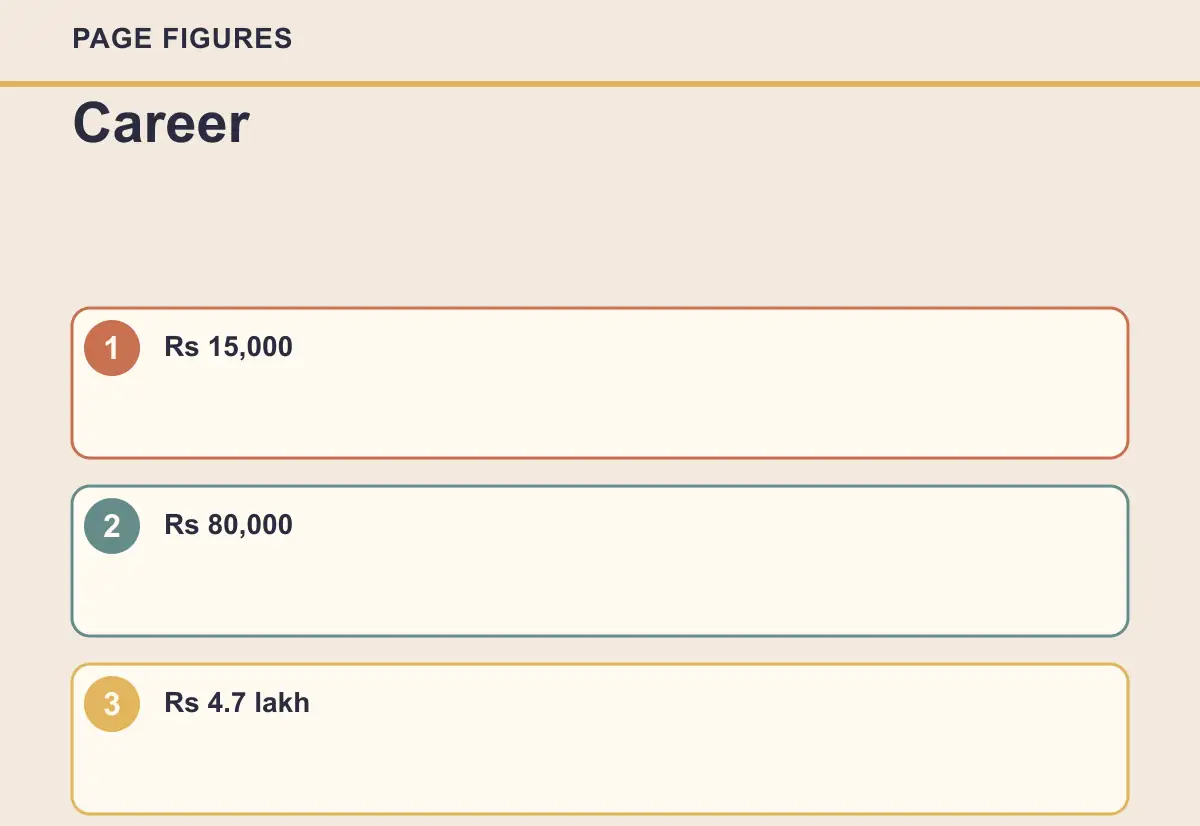 PAGE FIGURES
Career
1 Rs 15,000
2 Rs 80,000
3 Rs 4.7 lakh